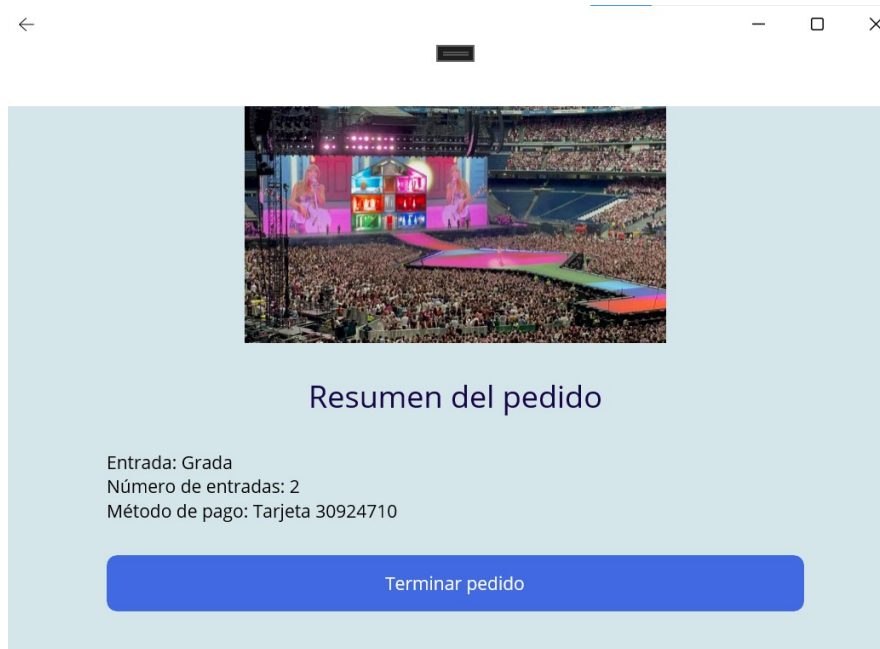 Resumen del pedido
Entrada: Grada
Número de entradas: 2
Método de pago: Tarjeta 30924710
Terminar pedido